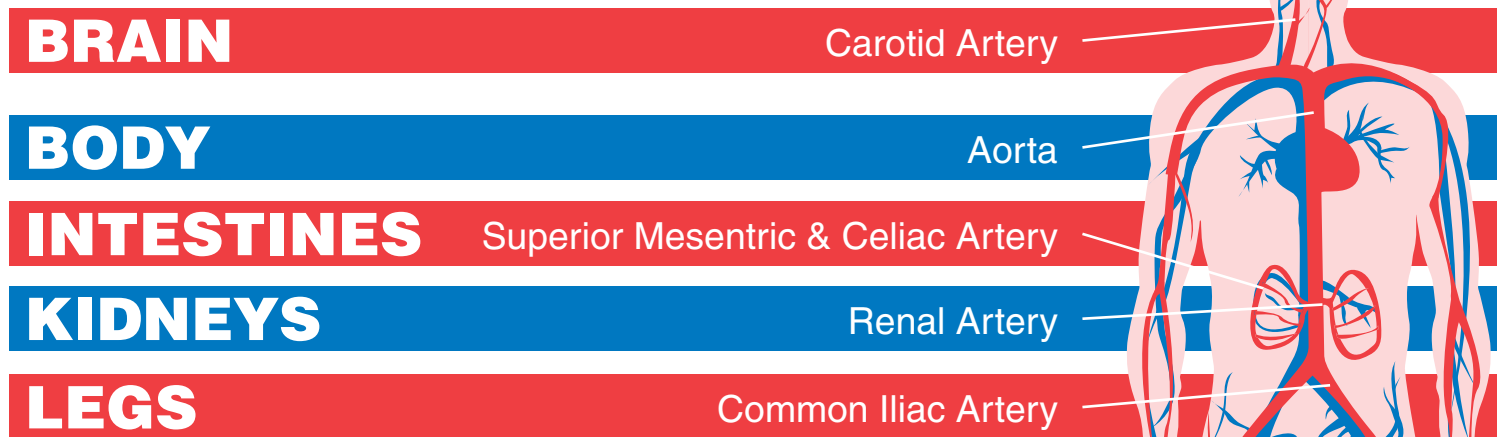 BRAIN Carotid Artery
BODY Aorta
INTESTINES Superior Mesentric & Celiac Artery
KIDNEYS Renal Artery
LEGS Common Iliac Artery